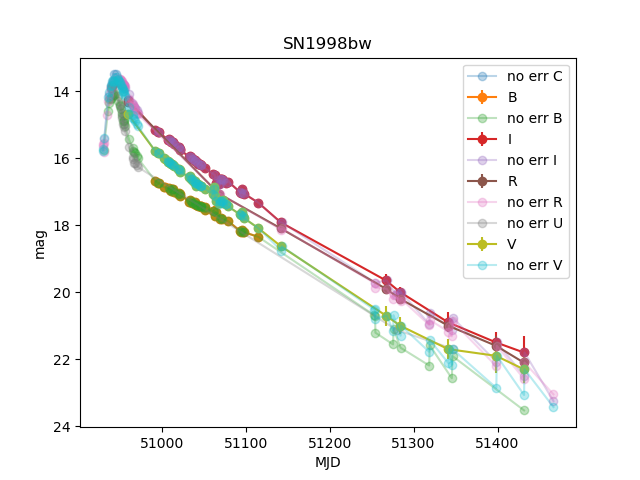 SN1998bw
mag
14
16
18
20
22
24
no err C
B
no err B
I
no err I
R
no err R
no err U
V
no err V
51000
51100
51200
51300
51400
MJD